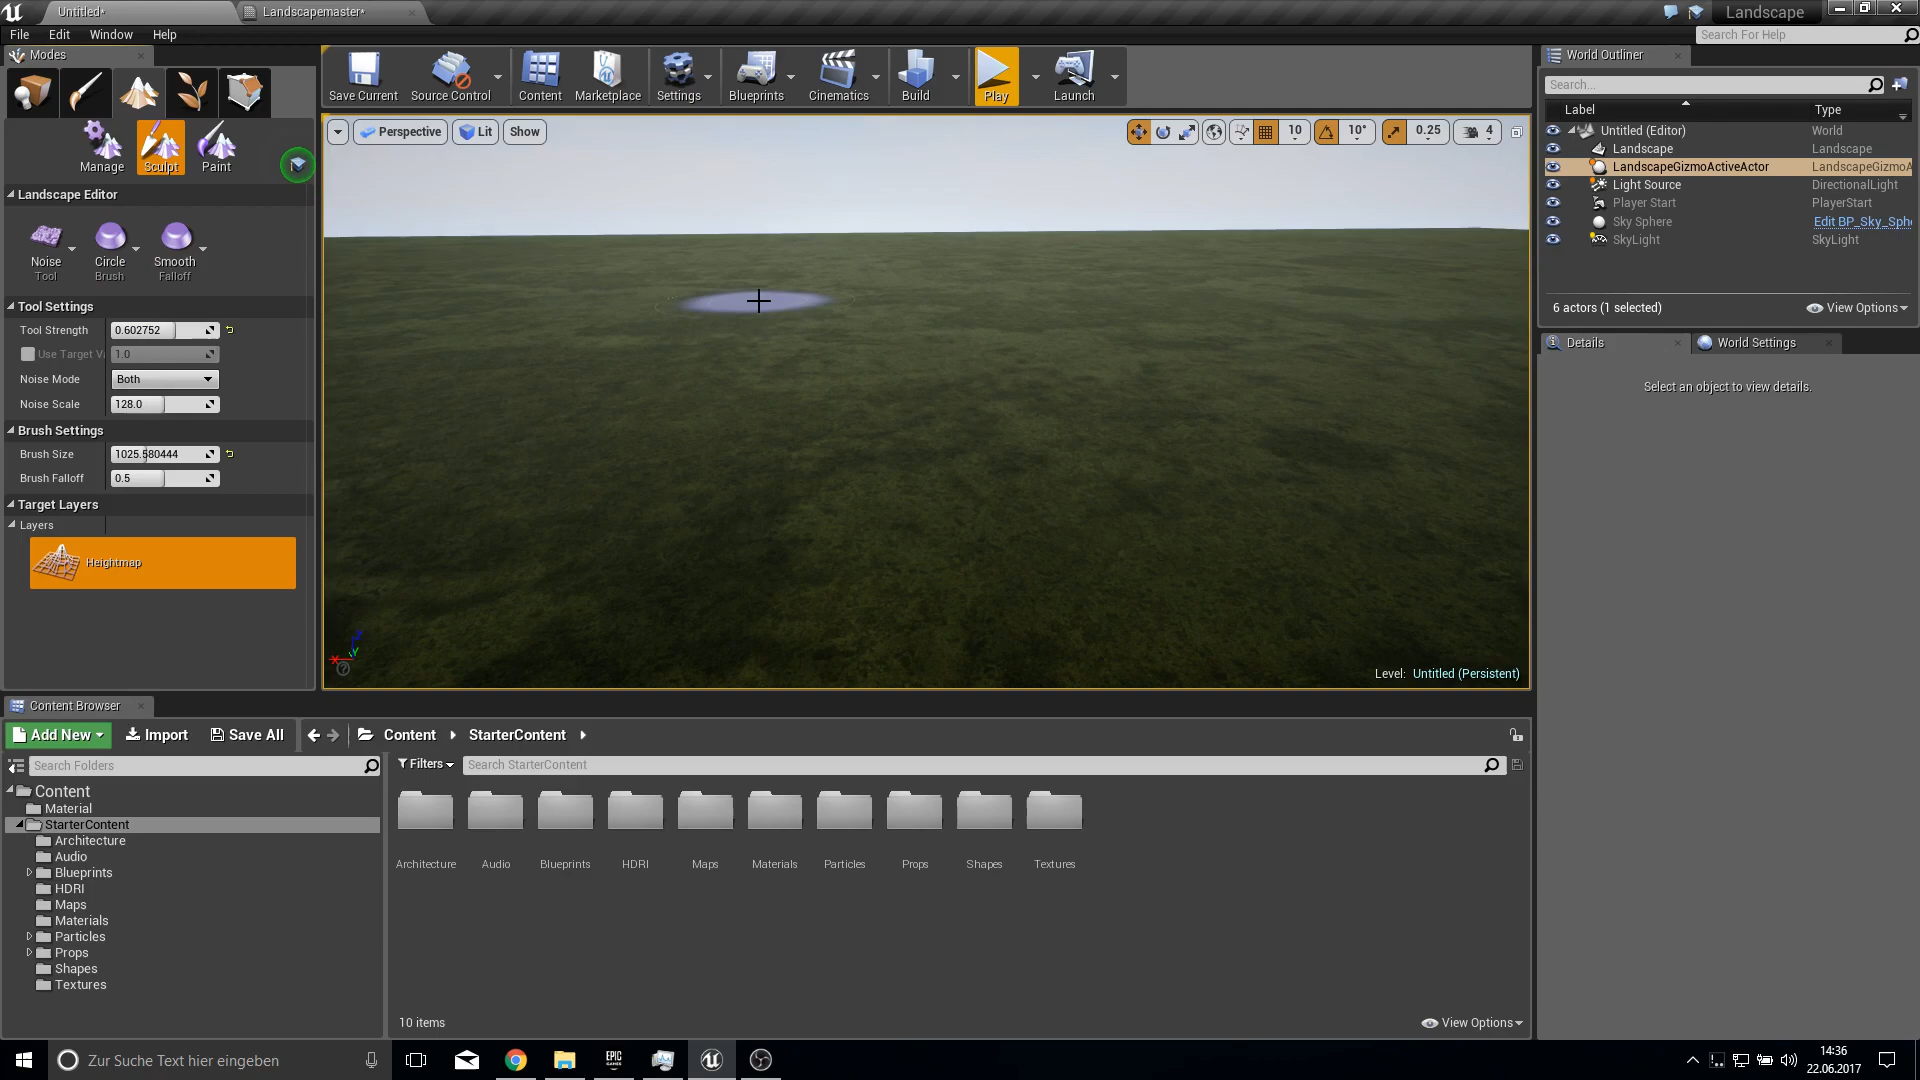 Untitled*
Landscapemaster*
Landscape
File Edit Window Help
Search For Help
Modes
Save Current
Source Control
Content
Marketplace
Settings
Blueprints
Cinematics
Build
Play
Launch
Manage
Sculpt
Paint
Landscape Editor
Noise
Tool
Circle
Brush
Smooth
Falloff
Tool Settings
Tool Strength 0.602752
Use Target V 1.0
Noise Mode Both
Noise Scale 128.0
Brush Settings
Brush Size 1025.580444
Brush Falloff 0.5
Target Layers
Layers
Heightmap
Perspective
Lit
Show
10
10°
0.25
4
X
Y
Z
Level: Untitled (Persistent)
World Outliner
Search...
Label Type
Untitled (Editor) World
Landscape Landscape
LandscapeGizmoActiveActor LandscapeGizmoA
Light Source DirectionalLight
Player Start PlayerStart
Sky Sphere Edit BP_Sky_Sph
SkyLight SkyLight
6 actors (1 selected)
View Options
Details
World Settings
Select an object to view details.
Content Browser
Add New
Import
Save All
Content
StarterContent
Search Folders
Filters
Search StarterContent
Content
Material
StarterContent
Architecture
Audio
Blueprints
HDRI
Maps
Materials
Particles
Props
Shapes
Textures
Architecture
Audio
Blueprints
HDRI
Maps
Materials
Particles
Props
Shapes
Textures
10 items
View Options
Zur Suche Text hier eingeben
EPIC
GAMES
14:36
22.06.2017